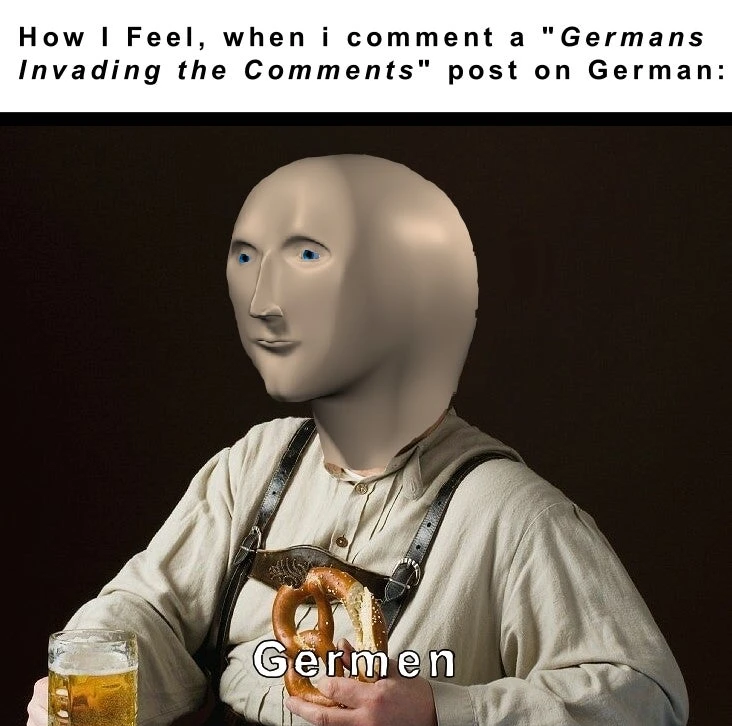 How I Feel, when i comment a "Germans
Invading the Comments" post on German:
Germen